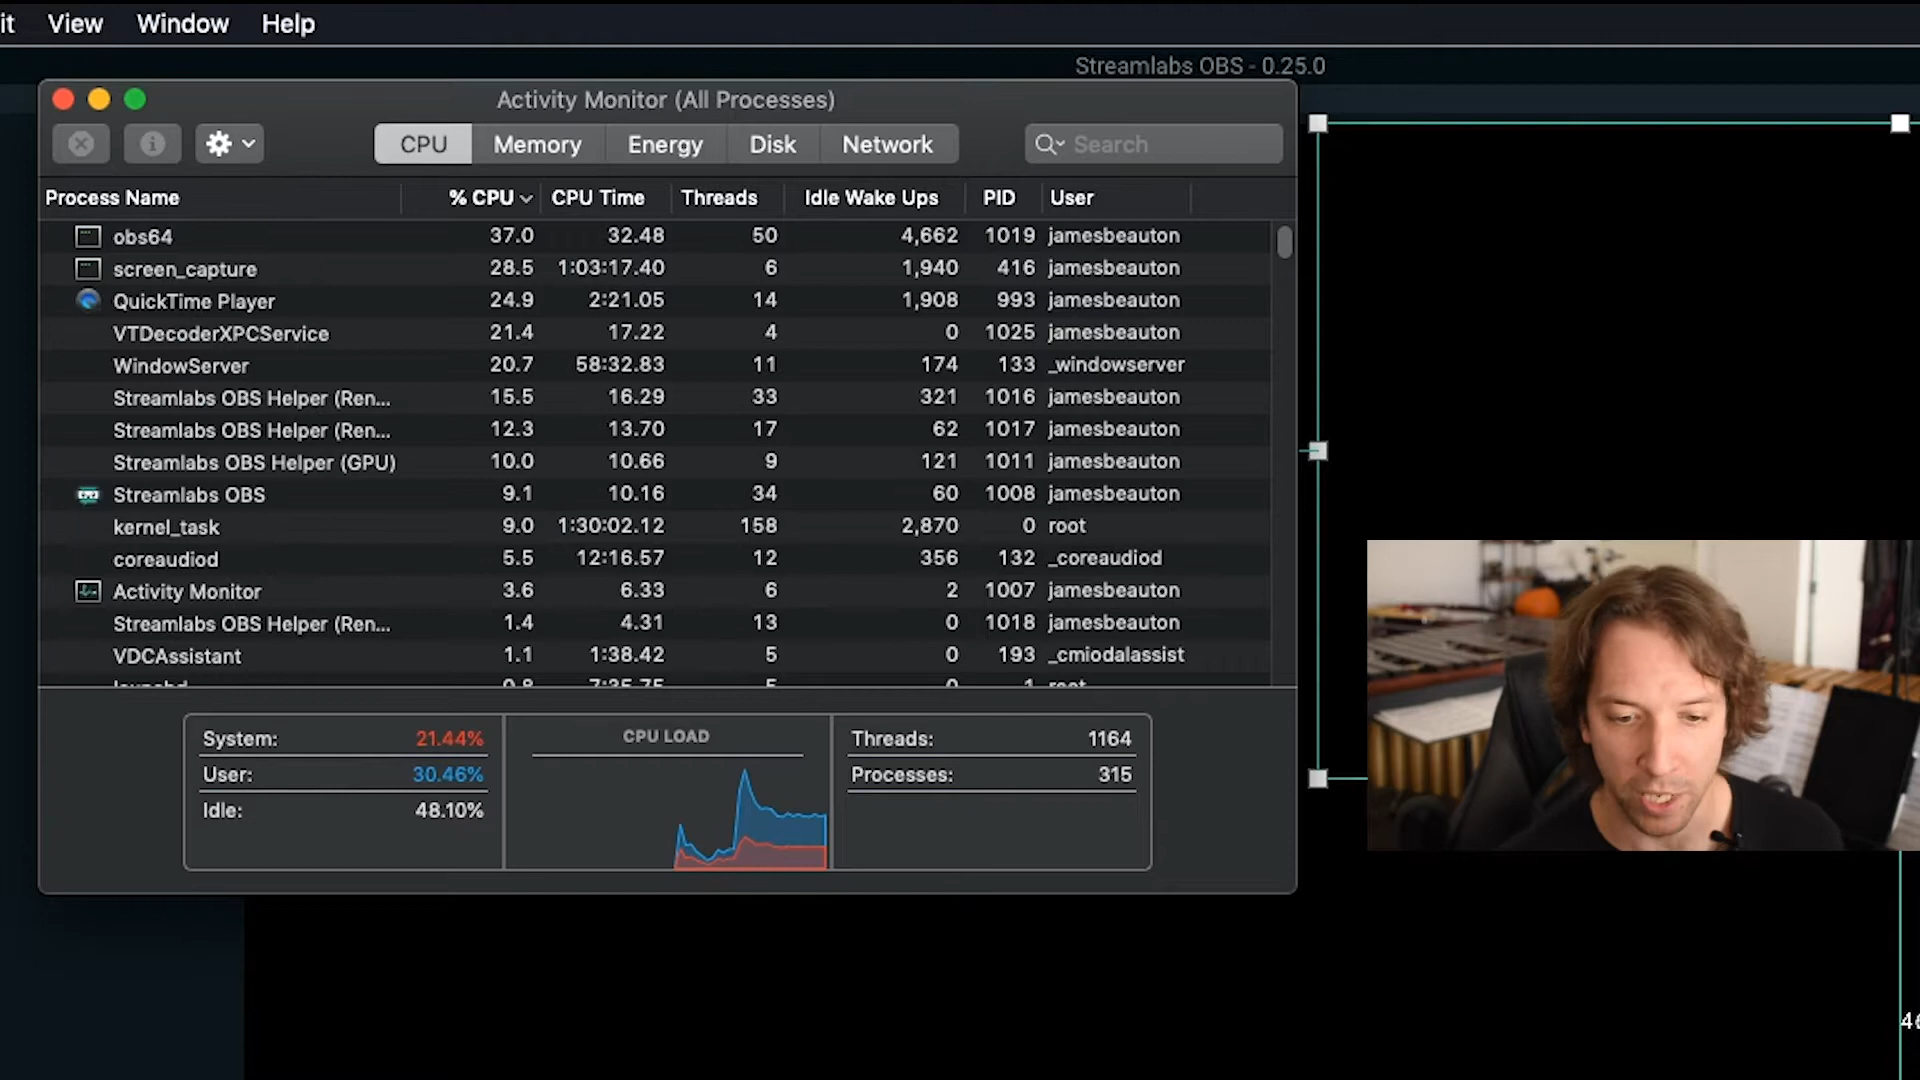 it View Window Help
Streamlabs OBS - 0.25.0
Activity Monitor (All Processes)
CPU Memory Energy Disk Network Search
Process Name % CPU CPU Time Threads Idle Wake Ups PID User
obs64 37.0 32.48 50 4,662 1019 jamesbeauton
screen_capture 28.5 1:03:17.40 6 1,940 416 jamesbeauton
QuickTime Player 24.9 2:21.05 14 1,908 993 jamesbeauton
VTDecoderXPCService 21.4 17.22 4 0 1025 jamesbeauton
WindowServer 20.7 58:32.83 11 174 133 _windowserver
Streamlabs OBS Helper (Ren... 15.5 16.29 33 321 1016 jamesbeauton
Streamlabs OBS Helper (Ren... 12.3 13.70 17 62 1017 jamesbeauton
Streamlabs OBS Helper (GPU) 10.0 10.66 9 121 1011 jamesbeauton
Streamlabs OBS 9.1 10.16 34 60 1008 jamesbeauton
kernel_task 9.0 1:30:02.12 158 2,870 0 root
coreaudiod 5.5 12:16.57 12 356 132 _coreaudiod
Activity Monitor 3.6 6.33 6 2 1007 jamesbeauton
Streamlabs OBS Helper (Ren... 1.4 4.31 13 0 1018 jamesbeauton
VDCAssistant 1.1 1:38.42 5 0 193 _cmiodalassist
launchd 0.8 7:35.75 5 0 1 root
System: 21.44% CPU LOAD Threads: 1164
User: 30.46% Processes: 315
Idle: 48.10%